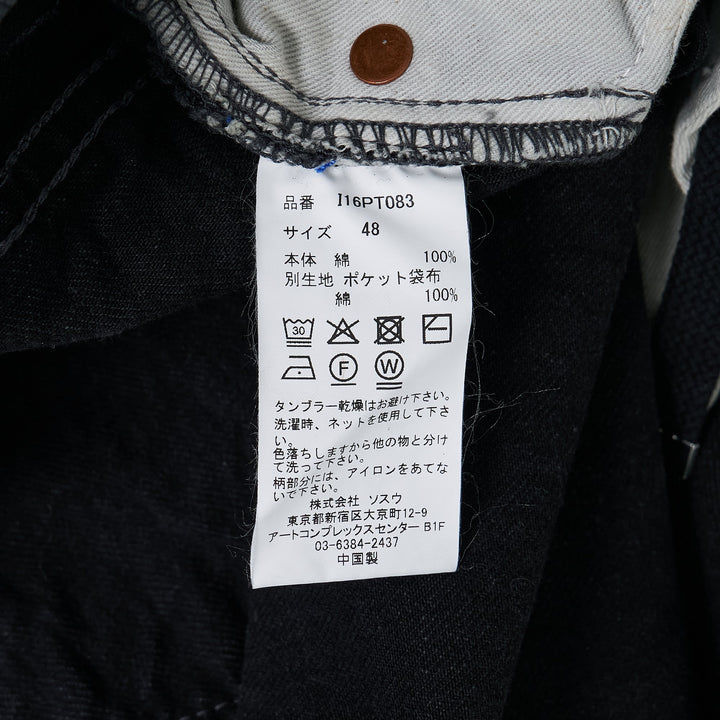 品番 I16PT083
サイズ 48
本体 綿 100%
別生地 ポケット袋布
綿 100%
30
F W
タンブラー乾燥はお避け下さい。
洗濯時、ネットを使用して下さ
い。
色落ちしますから他の物と分け
て洗って下さい。
柄部分には、アイロンをあてな
いで下さい。
株式会社 ソスウ
東京都新宿区大京町12-9
アートコンプレックスセンター B1F
03-6384-2437
中国製